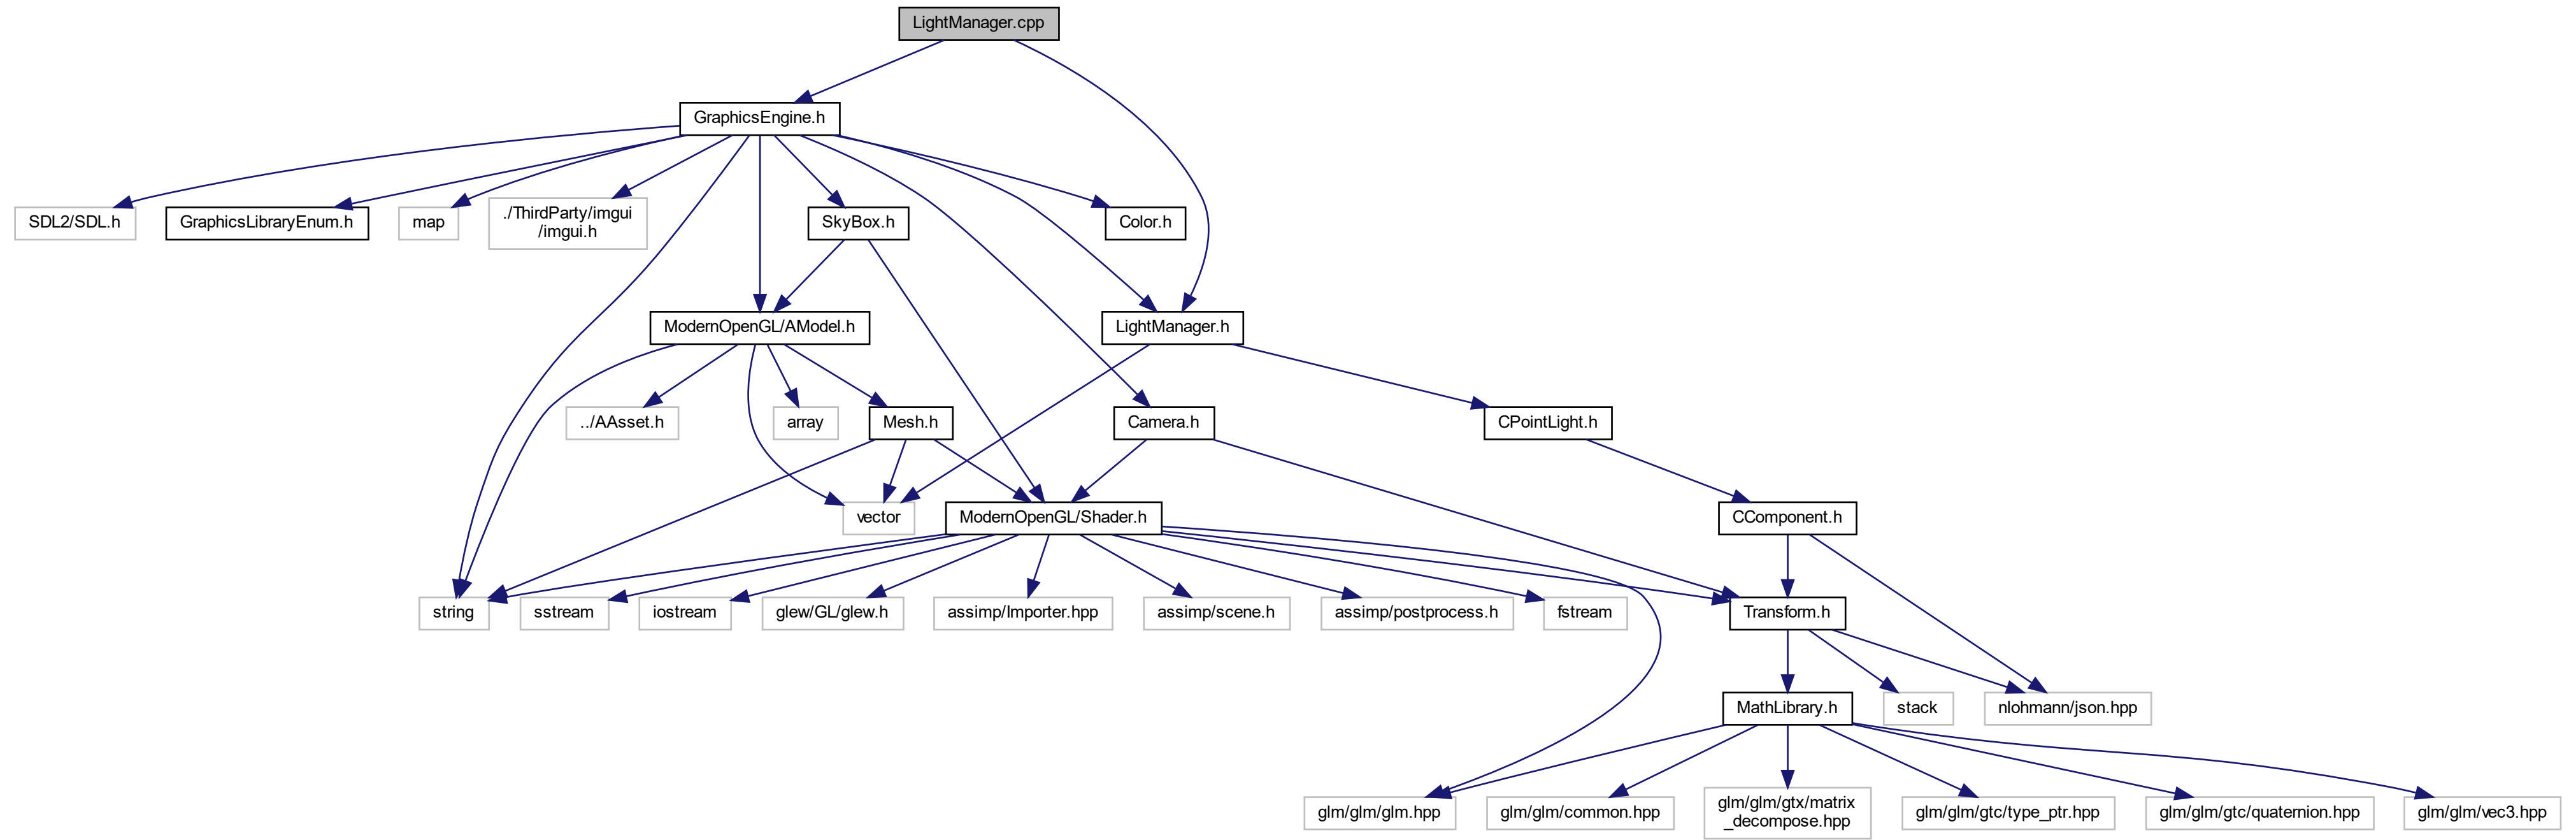 LightManager.cpp
GraphicsEngine.h
SDL2/SDL.h
GraphicsLibraryEnum.h
map
./ThirdParty/imgui
/imgui.h
SkyBox.h
Color.h
ModernOpenGL/AModel.h
LightManager.h
../AAsset.h
array
Mesh.h
Camera.h
CPointLight.h
vector
ModernOpenGL/Shader.h
CComponent.h
string
sstream
iostream
glew/GL/glew.h
assimp/Importer.hpp
assimp/scene.h
assimp/postprocess.h
fstream
Transform.h
MathLibrary.h
stack
nlohmann/json.hpp
glm/glm/glm.hpp
glm/glm/common.hpp
glm/glm/gtx/matrix
_decompose.hpp
glm/glm/gtc/type_ptr.hpp
glm/glm/gtc/quaternion.hpp
glm/glm/vec3.hpp